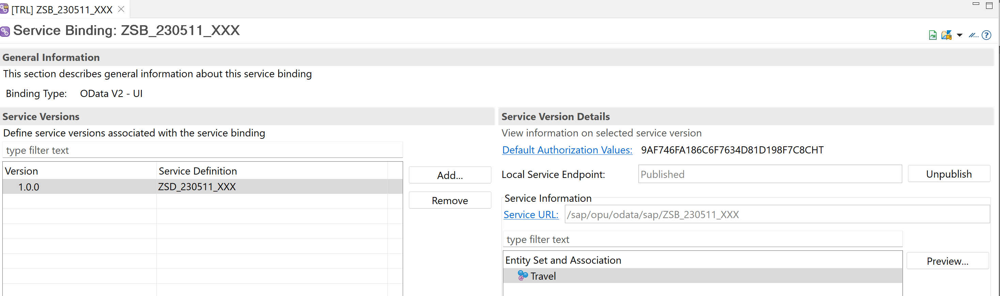 [TRL] ZSB_230511_XXX
Service Binding: ZSB_230511_XXX
General Information
This section describes general information about this service binding
Binding Type: OData V2 - UI
Service Versions
Define service versions associated with the service binding
type filter text
Version Service Definition
1.0.0 ZSD_230511_XXX
Add...
Remove
Service Version Details
View information on selected service version
Default Authorization Values: 9AF746FA186C6F7634D81D198F7C8CHT
Local Service Endpoint: Published Unpublish
Service Information
Service URL: /sap/opu/odata/sap/ZSB_230511_XXX
type filter text
Entity Set and Association
Preview...
Travel